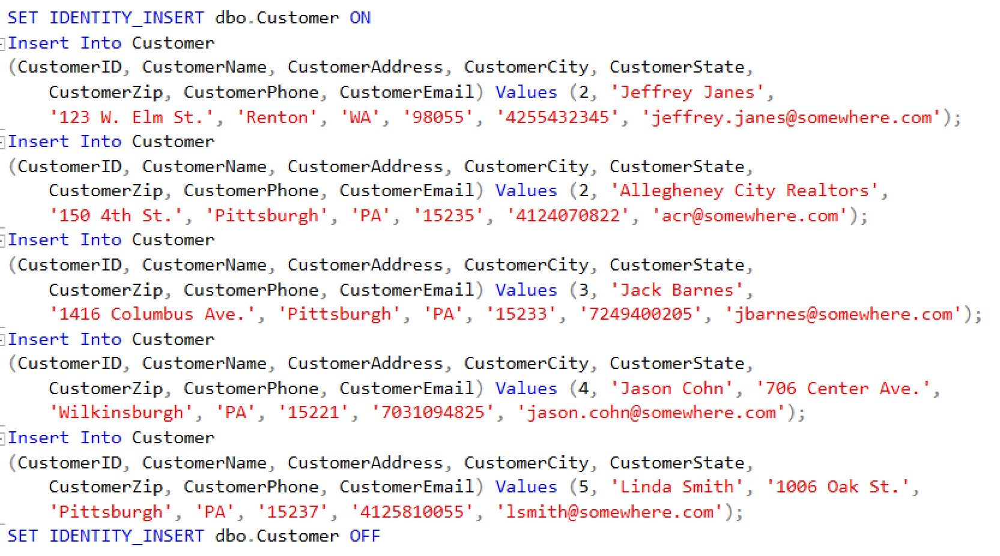 SET IDENTITY_INSERT dbo.Customer ON
Insert Into Customer
(CustomerID, CustomerName, CustomerAddress, CustomerCity, CustomerState,
CustomerZip, CustomerPhone, CustomerEmail) Values (2, 'Jeffrey Janes',
'123 W. Elm St.', 'Renton', 'WA', '98055', '4255432345', 'jeffrey.janes@somewhere.com');
Insert Into Customer
(CustomerID, CustomerName, CustomerAddress, CustomerCity, CustomerState,
CustomerZip, CustomerPhone, CustomerEmail) Values (2, 'Allegheney City Realtors',
'150 4th St.', 'Pittsburgh', 'PA', '15235', '4124070822', 'acr@somewhere.com');
Insert Into Customer
(CustomerID, CustomerName, CustomerAddress, CustomerCity, CustomerState,
CustomerZip, CustomerPhone, CustomerEmail) Values (3, 'Jack Barnes',
'1416 Columbus Ave.', 'Pittsburgh', 'PA', '15233', '7249400205', 'jbarnes@somewhere.com');
Insert Into Customer
(CustomerID, CustomerName, CustomerAddress, CustomerCity, CustomerState,
CustomerZip, CustomerPhone, CustomerEmail) Values (4, 'Jason Cohn', '706 Center Ave.',
'Wilkinsburgh', 'PA', '15221', '7031094825', 'jason.cohn@somewhere.com');
Insert Into Customer
(CustomerID, CustomerName, CustomerAddress, CustomerCity, CustomerState,
CustomerZip, CustomerPhone, CustomerEmail) Values (5, 'Linda Smith', '1006 Oak St.',
'Pittsburgh', 'PA', '15237', '4125810055', 'lsmith@somewhere.com');
SET IDENTITY_INSERT dbo.Customer OFF